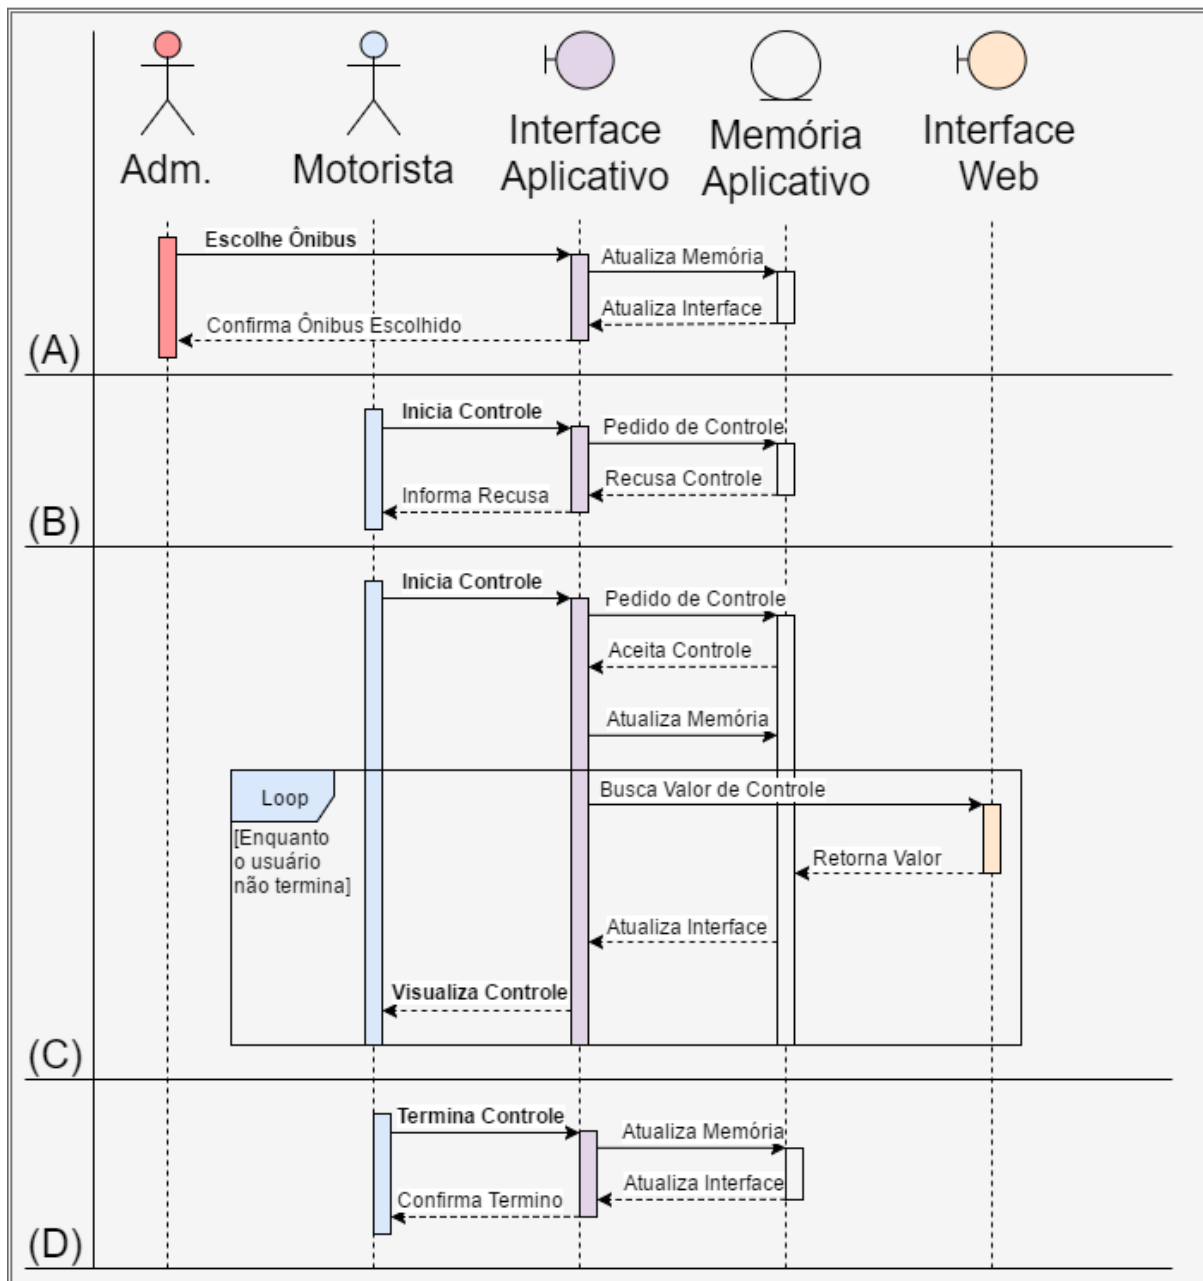 Adm.
Motorista
Interface
Aplicativo
Memória
Aplicativo
Interface
Web
Escolhe Ônibus
Atualiza Memória
Atualiza Interface
Confirma Ônibus Escolhido
(A)
Inicia Controle
Pedido de Controle
Recusa Controle
Informa Recusa
(B)
Inicia Controle
Pedido de Controle
Aceita Controle
Atualiza Memória
Loop
[Enquanto
o usuário
não termina]
Busca Valor de Controle
Retorna Valor
Atualiza Interface
Visualiza Controle
(C)
Termina Controle
Atualiza Memória
Atualiza Interface
Confirma Termino
(D)